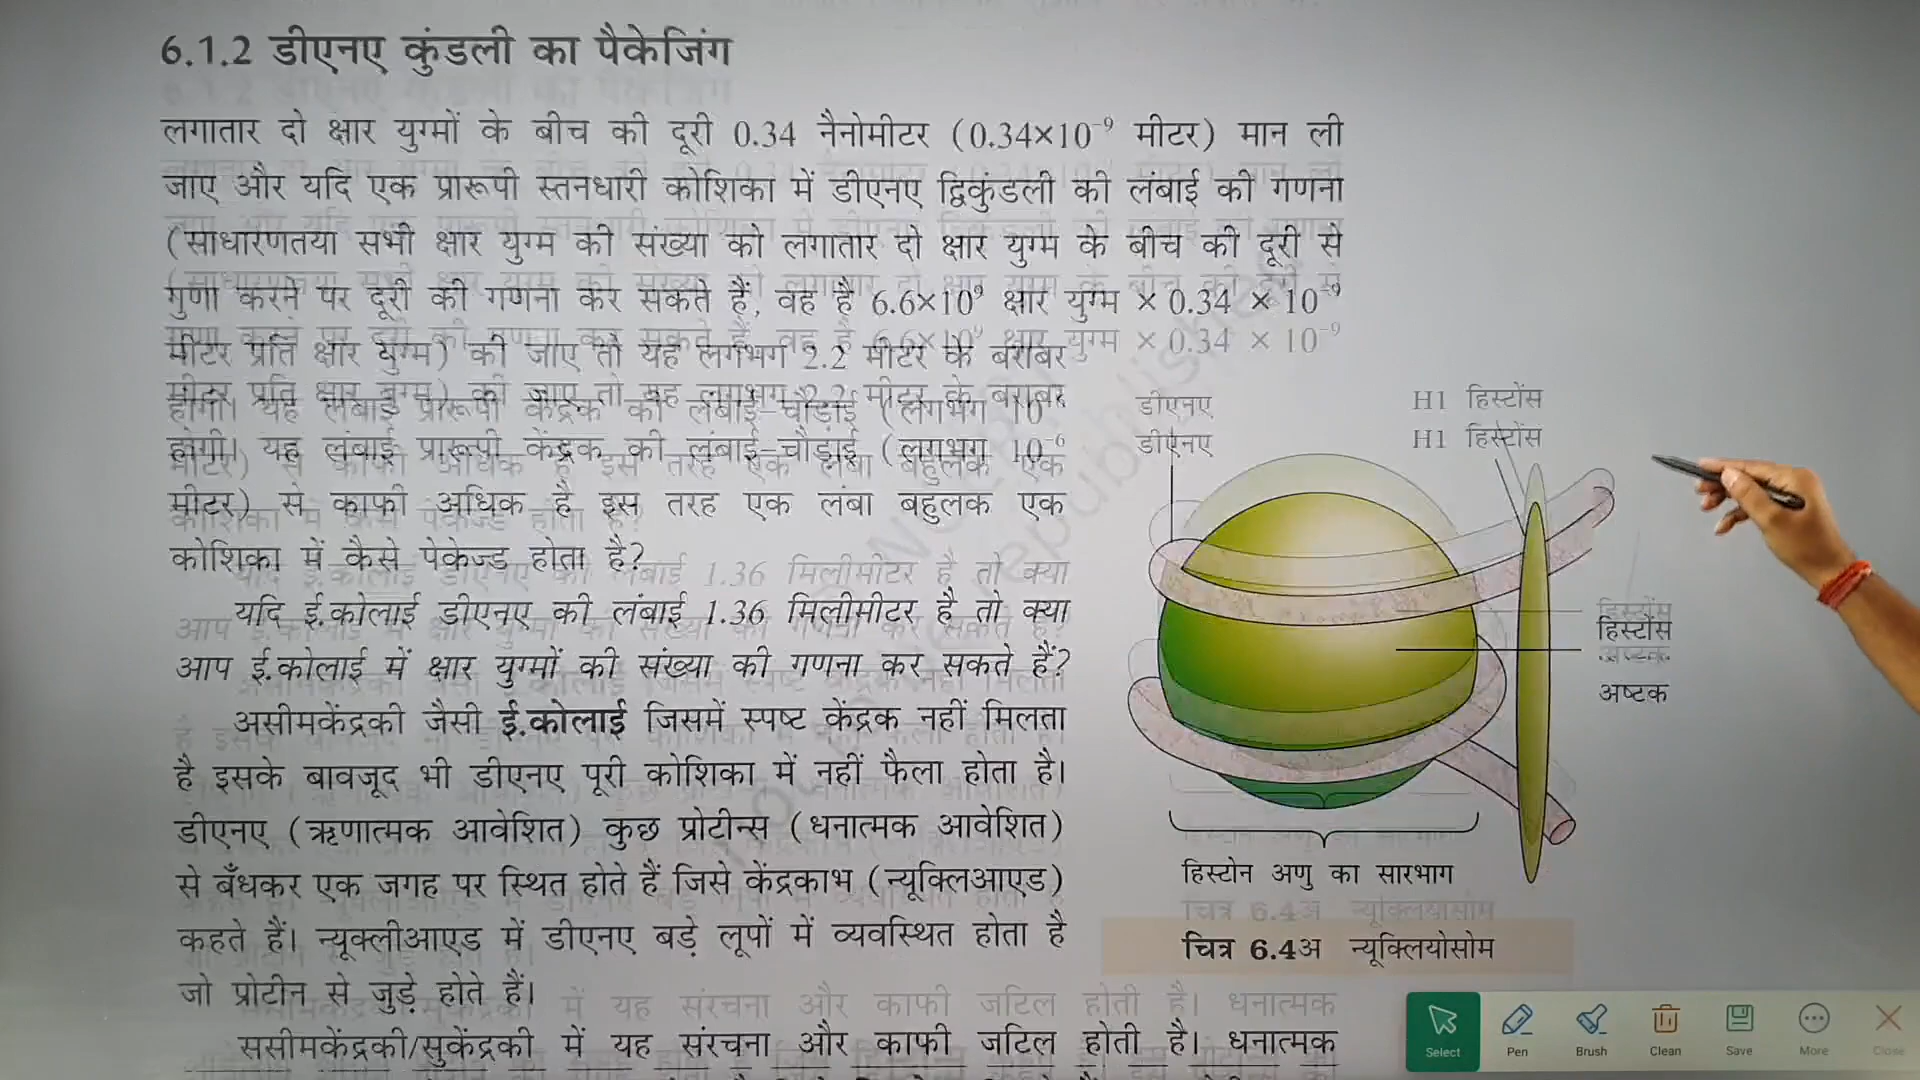 6.1.2 डीएनए कुंडली का पैकेजिंग
लगातार दो क्षार युग्मों के बीच की दूरी 0.34 नैनोमीटर (0.34×10⁻⁹ मीटर) मान ली
जाए और यदि एक प्रारूपी स्तनधारी कोशिका में डीएनए द्विकुंडली की लंबाई की गणना
(साधारणतया सभी क्षार युग्म की संख्या को लगातार दो क्षार युग्म के बीच की दूरी से
गुणा करने पर दूरी की गणना कर सकते हैं, वह है 6.6×10⁹ क्षार युग्म × 0.34 × 10⁻⁹
मीटर प्रति क्षार युग्म) की जाए तो यह लगभग 2.2 मीटर के बराबर
होगी। यह लंबाई प्रारूपी केंद्रक की लंबाई-चौड़ाई (लगभग 10⁻⁶
मीटर) से काफी अधिक है इस तरह एक लंबा बहुलक एक
कोशिका में कैसे पेकेज्ड होता है?
यदि ई.कोलाई डीएनए की लंबाई 1.36 मिलीमीटर है तो क्या
आप ई.कोलाई में क्षार युग्मों की संख्या की गणना कर सकते हैं?
असीमकेंद्रकी जैसी ई.कोलाई जिसमें स्पष्ट केंद्रक नहीं मिलता
है इसके बावजूद भी डीएनए पूरी कोशिका में नहीं फैला होता है।
डीएनए (ऋणात्मक आवेशित) कुछ प्रोटीन्स (धनात्मक आवेशित)
से बँधकर एक जगह पर स्थित होते हैं जिसे केंद्रकाभ (न्यूक्लिआएड)
कहते हैं। न्यूक्लीआएड में डीएनए बड़े लूपों में व्यवस्थित होता है
जो प्रोटीन से जुड़े होते हैं।
ससीमकेंद्रकी/सुकेंद्रकी में यह संरचना और काफी जटिल होती है। धनात्मक
डीएनए
H1 हिस्टोंस
हिस्टोंस
अष्टक
हिस्टोन अणु का सारभाग
चित्र 6.4अ न्यूक्लियोसोम
Select
Pen
Brush
Clean
Save
More
Close